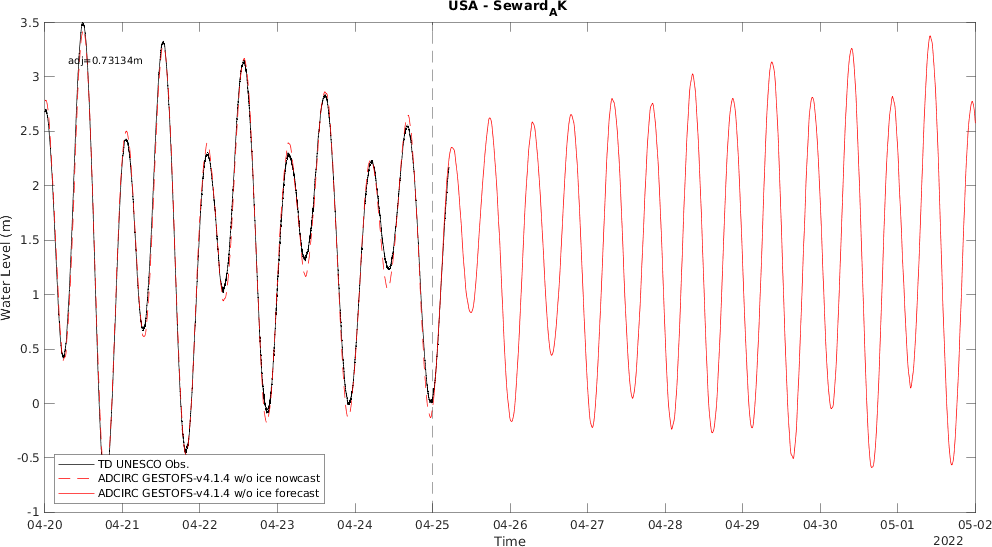 USA - Seward_AK
adj=0.73134m
3.5
3
2.5
2
1.5
1
0.5
0
-0.5
-1
Water Level (m)
TD UNESCO Obs.
ADCIRC GESTOFS-v4.1.4 w/o ice nowcast
ADCIRC GESTOFS-v4.1.4 w/o ice forecast
04-20 04-21 04-22 04-23 04-24 04-25 04-26 04-27 04-28 04-29 04-30 05-01 05-02
Time
2022